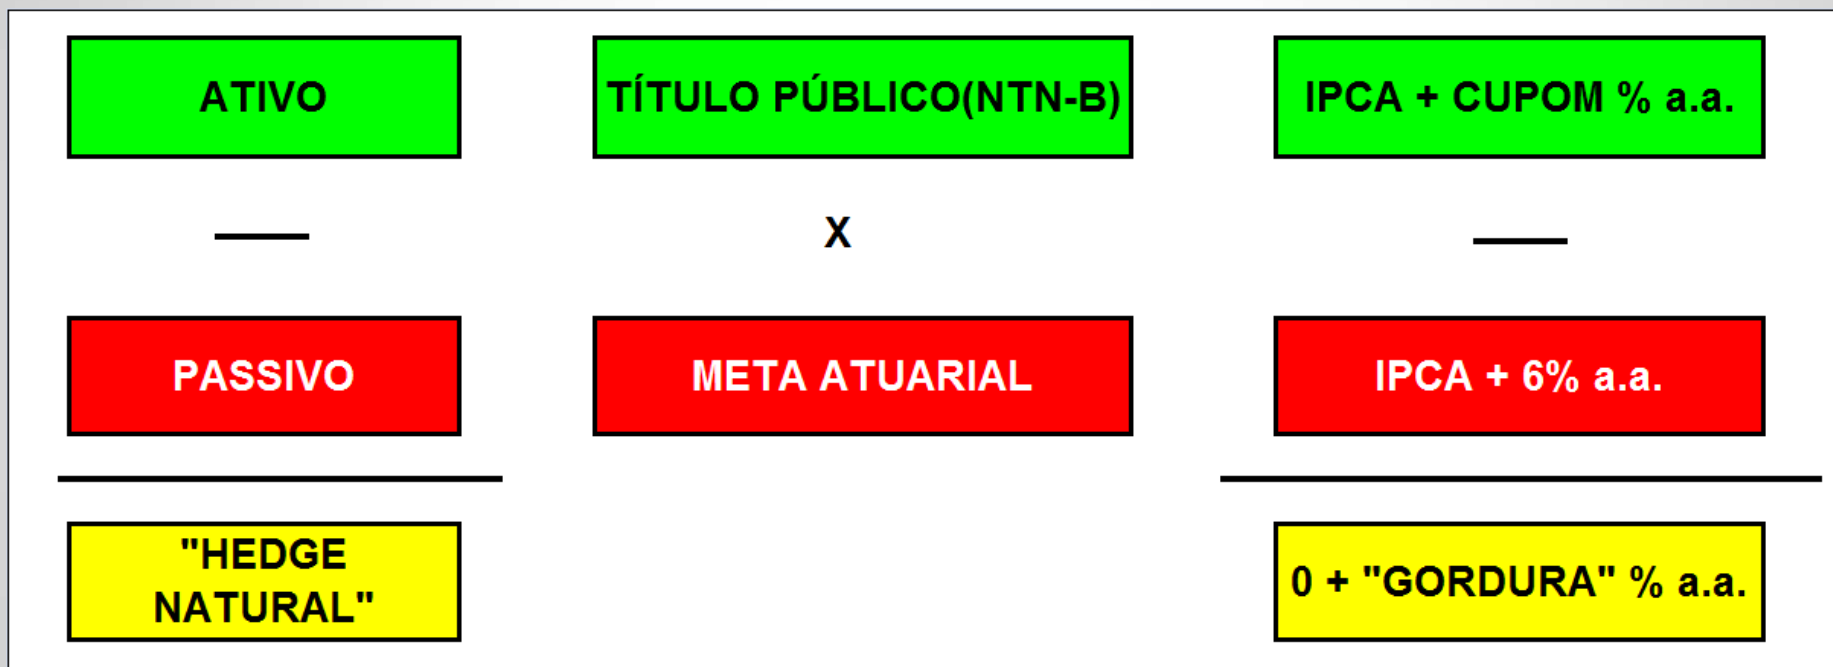 ATIVO
TÍTULO PÚBLICO(NTN-B)
IPCA + CUPOM % a.a.
X
PASSIVO
META ATUARIAL
IPCA + 6% a.a.
"HEDGE
NATURAL"
0 + "GORDURA" % a.a.